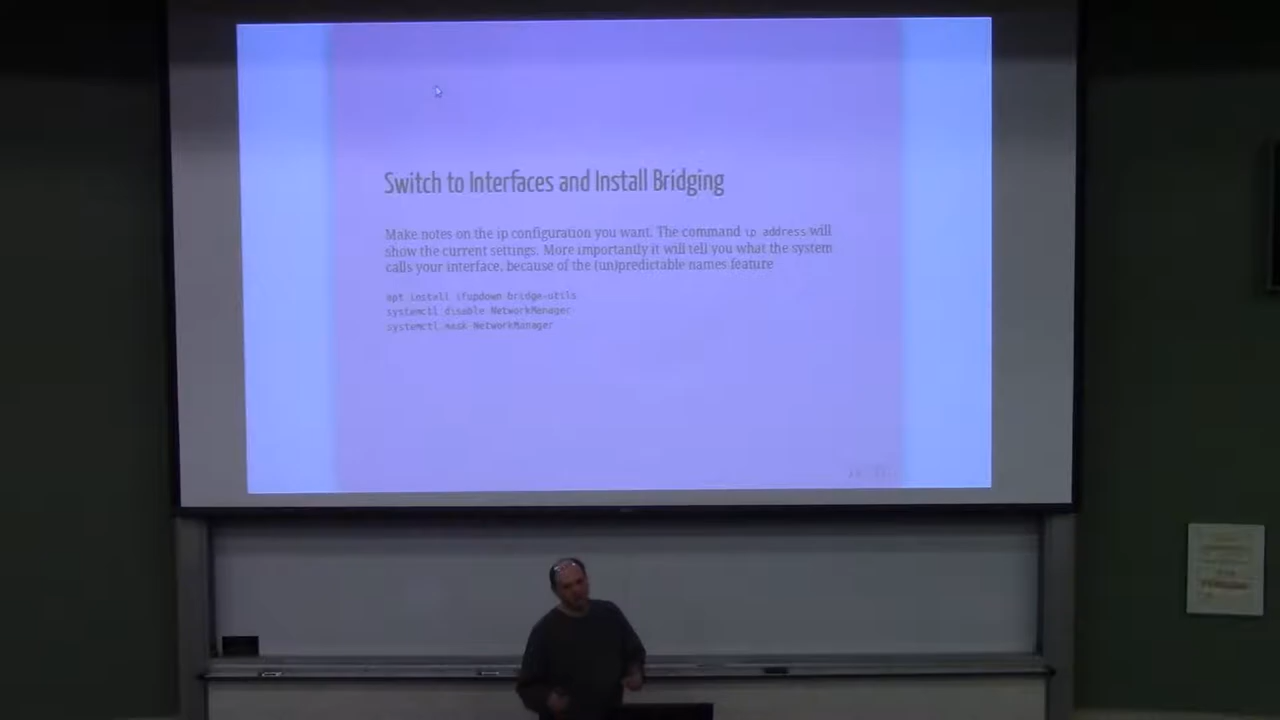 Switch to Interfaces and Install Bridging
Make notes on the ip configuration you want. The command ip address will
show the current settings. More importantly it will tell you what the system
calls your interface, because of the (un)predictable names feature
apt install ifupdown bridge-utils
systemctl disable NetworkManager
systemctl mask NetworkManager